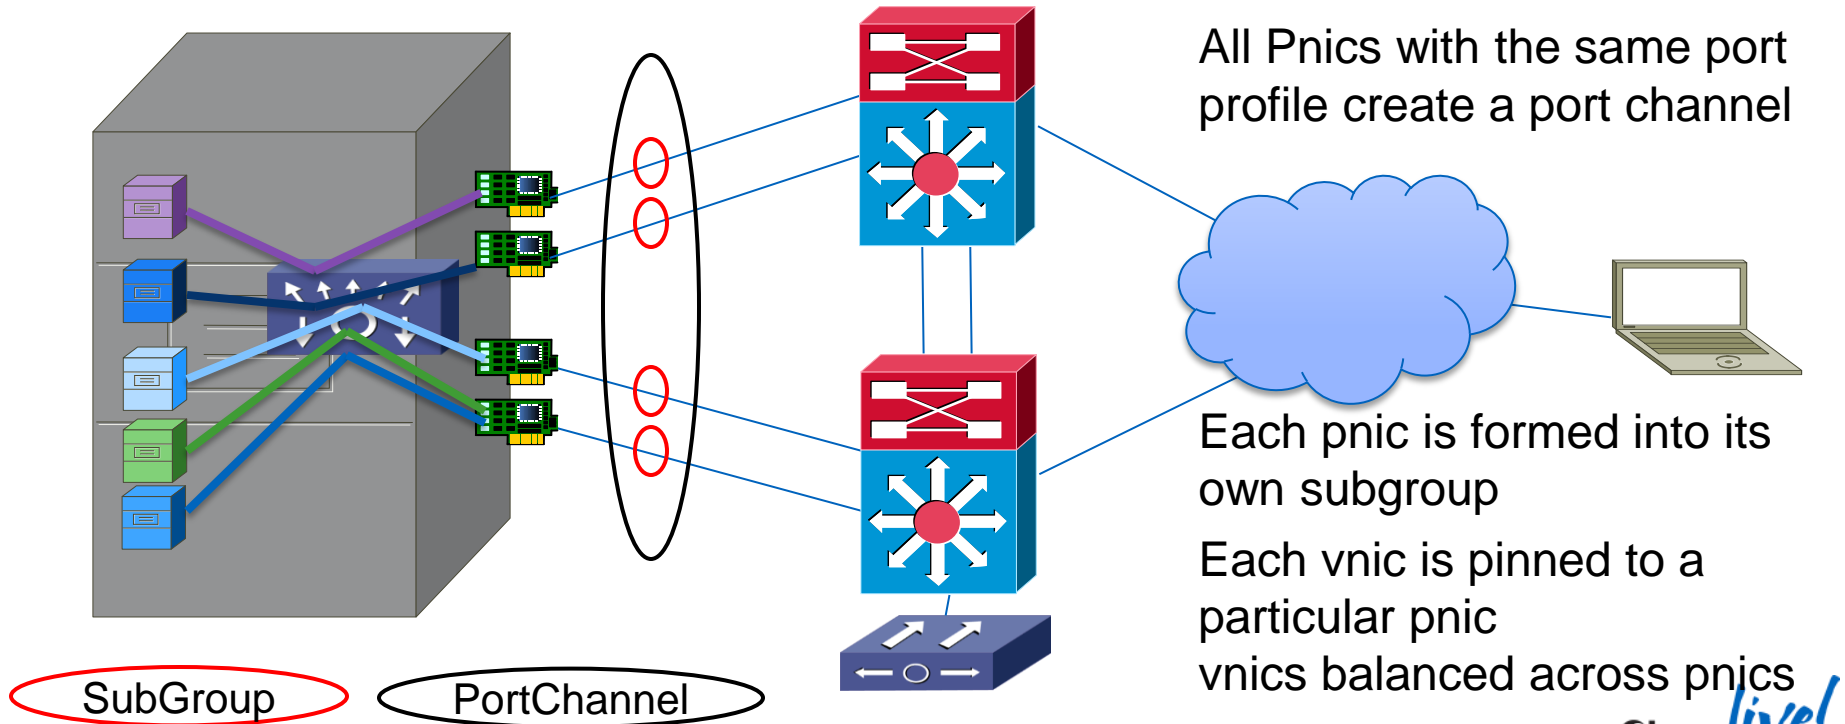 All Pnics with the same port
profile create a port channel
Each pnic is formed into its
own subgroup
Each vnic is pinned to a
particular pnic
vnics balanced across pnics
SubGroup
PortChannel
live!